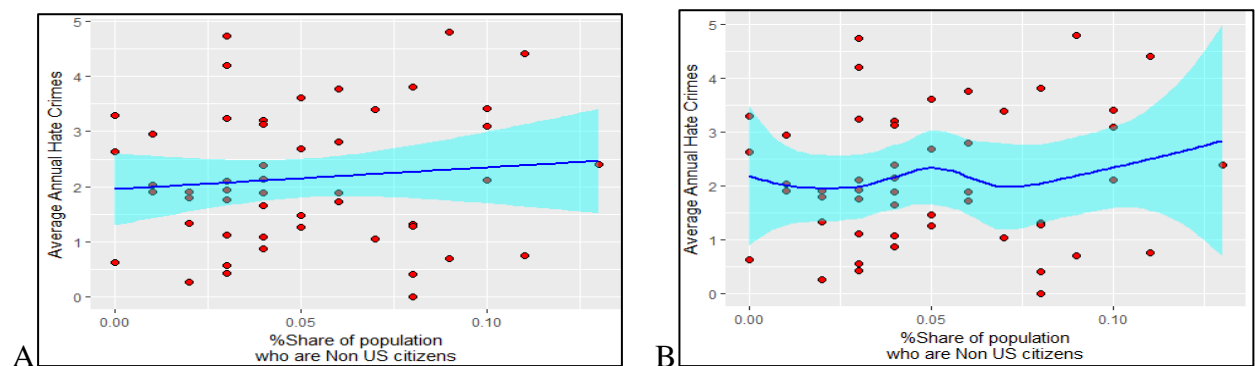 5
4
3
2
1
0
Average Annual Hate Crimes
0.00 0.05 0.10
%Share of population
who are Non US citizens
A
5
4
3
2
1
0
Average Annual Hate Crimes
0.00 0.05 0.10
%Share of population
who are Non US citizens
B